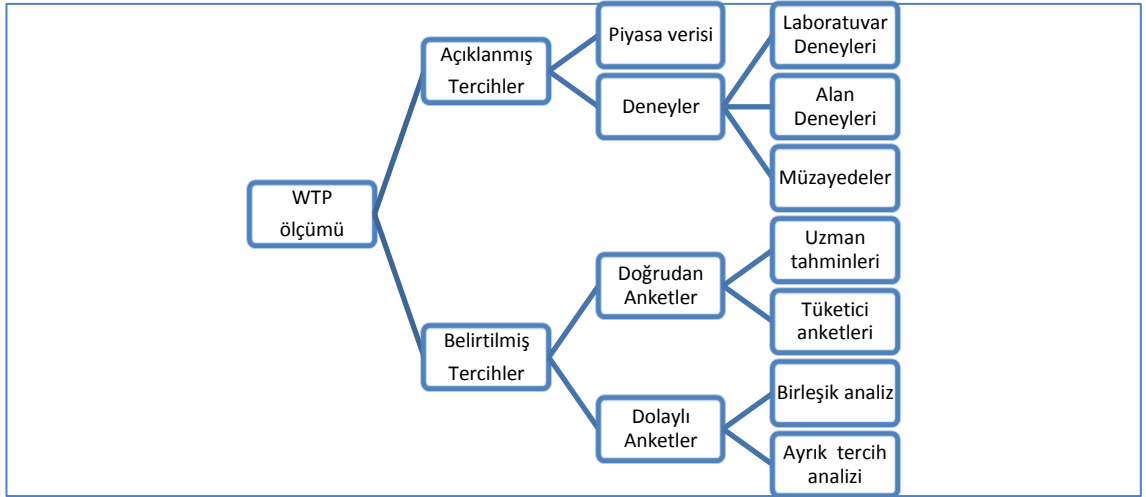 WTP
ölçümü
Açıklanmış
Tercihler
Piyasa verisi
Deneyler
Laboratuvar
Deneyleri
Alan
Deneyleri
Müzayedeler
Belirtilmiş
Tercihler
Doğrudan
Anketler
Uzman
tahminleri
Tüketici
anketleri
Dolaylı
Anketler
Birleşik analiz
Ayrık tercih
analizi